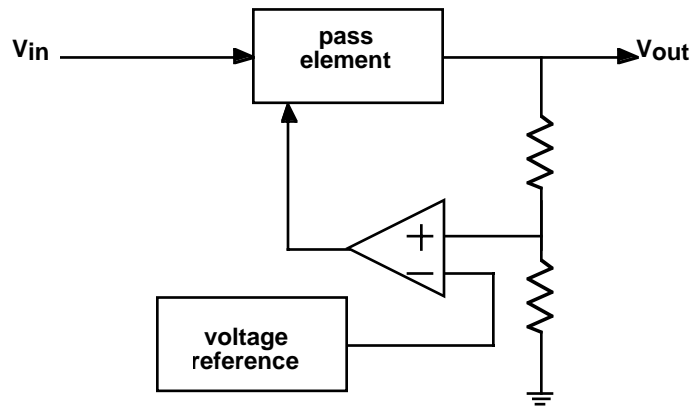 Vin
pass
element
Vout
+
−
voltage
reference